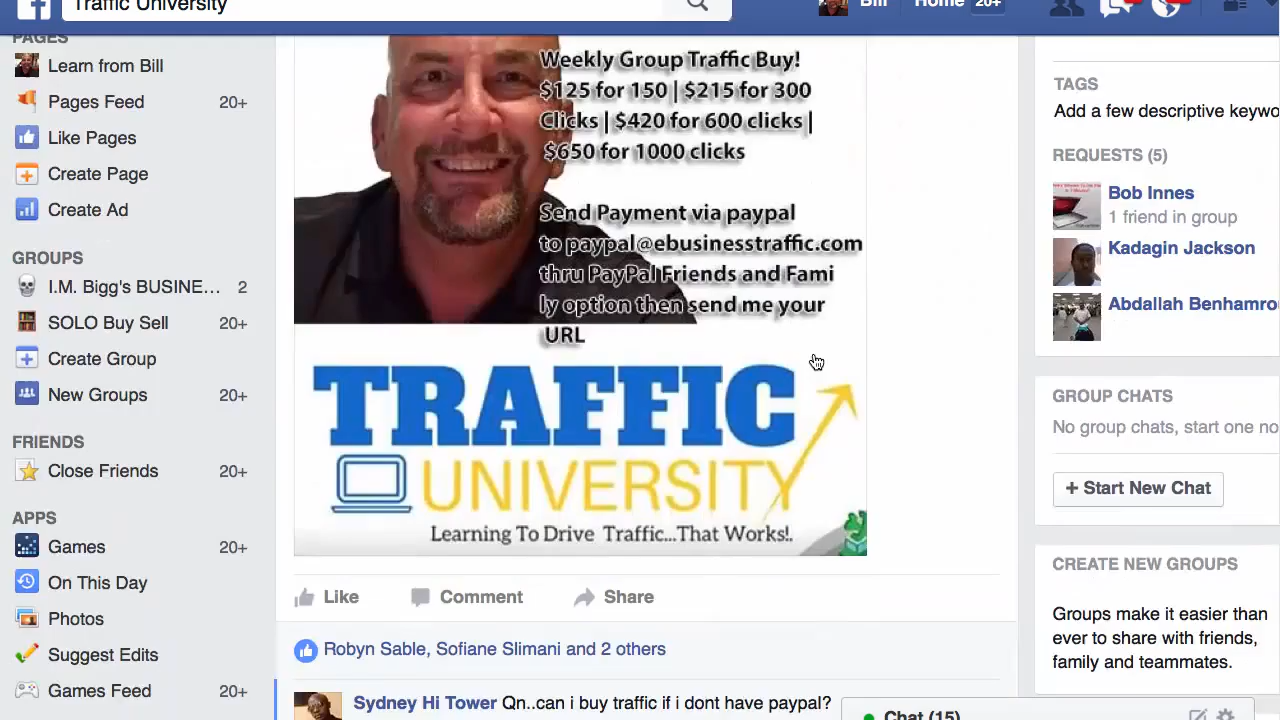 Traffic University
Bill
Home 20+
PAGES
Learn from Bill
Pages Feed 20+
Like Pages
Create Page
Create Ad
GROUPS
I.M. Bigg's BUSINE... 2
SOLO Buy Sell 20+
Create Group
New Groups 20+
FRIENDS
Close Friends 20+
APPS
Games 20+
On This Day
Photos
Suggest Edits
Games Feed 20+
Weekly Group Traffic Buy!
$125 for 150 | $215 for 300
Clicks | $420 for 600 clicks |
$650 for 1000 clicks
Send Payment via paypal
to paypal@ebusinesstraffic.com
thru PayPal Friends and Fami
ly option then send me your
URL
TRAFFIC
UNIVERSITY
Learning To Drive Traffic...That Works!.
Like Comment Share
Robyn Sable, Sofiane Slimani and 2 others
Sydney Hi Tower Qn..can i buy traffic if i dont have paypal?
TAGS
Add a few descriptive keywo
REQUESTS (5)
Bob Innes
1 friend in group
Kadagin Jackson
Abdallah Benhamro
GROUP CHATS
No group chats, start one no
+ Start New Chat
CREATE NEW GROUPS
Groups make it easier than
ever to share with friends,
family and teammates.
Chat (15)